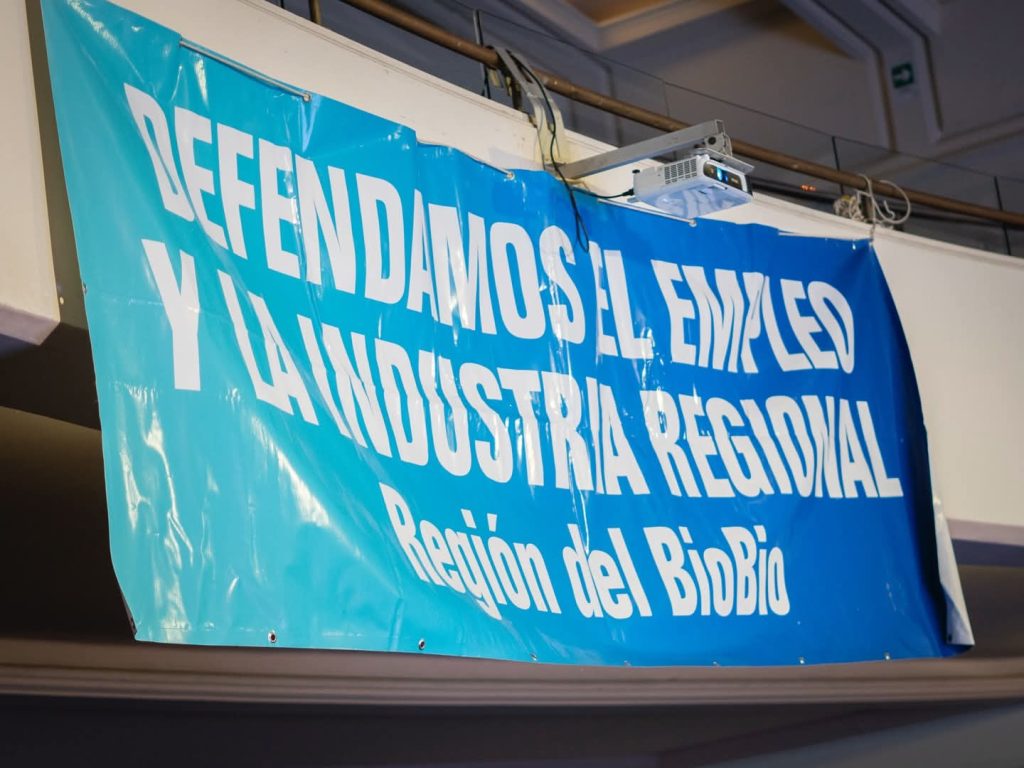 DEFENDAMOS EL EMPLEO
Y LA INDUSTRIA REGIONAL
Región del BioBio